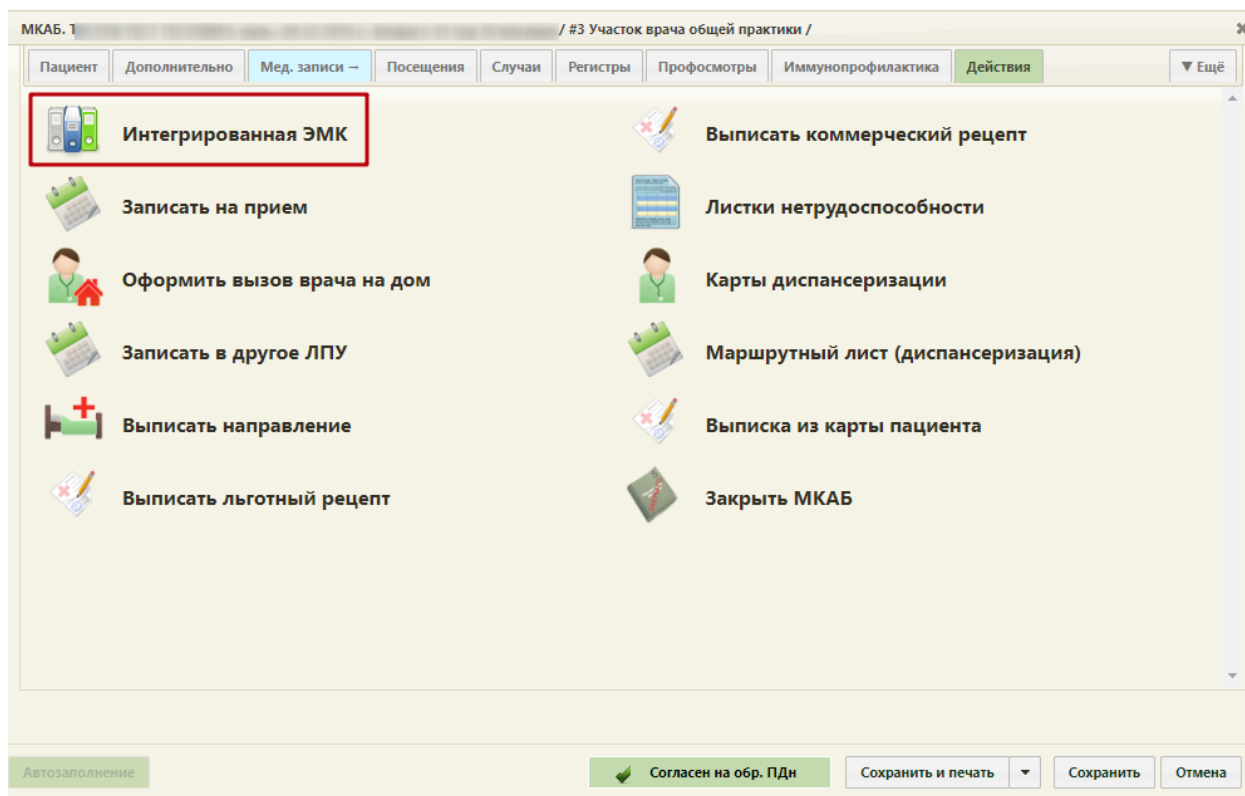 МКАБ. Т / #3 Участок врача общей практики /
Пациент Дополнительно Мед. записи → Посещения Случаи Регистры Профосмотры Иммунопрофилактика Действия ▼ Ещё
Интегрированная ЭМК
Выписать коммерческий рецепт
Записать на прием
Листки нетрудоспособности
Оформить вызов врача на дом
Карты диспансеризации
Записать в другое ЛПУ
Маршрутный лист (диспансеризация)
Выписать направление
Выписка из карты пациента
Выписать льготный рецепт
Закрыть МКАБ
Автозаполнение Согласен на обр. ПДн Сохранить и печать Сохранить Отмена